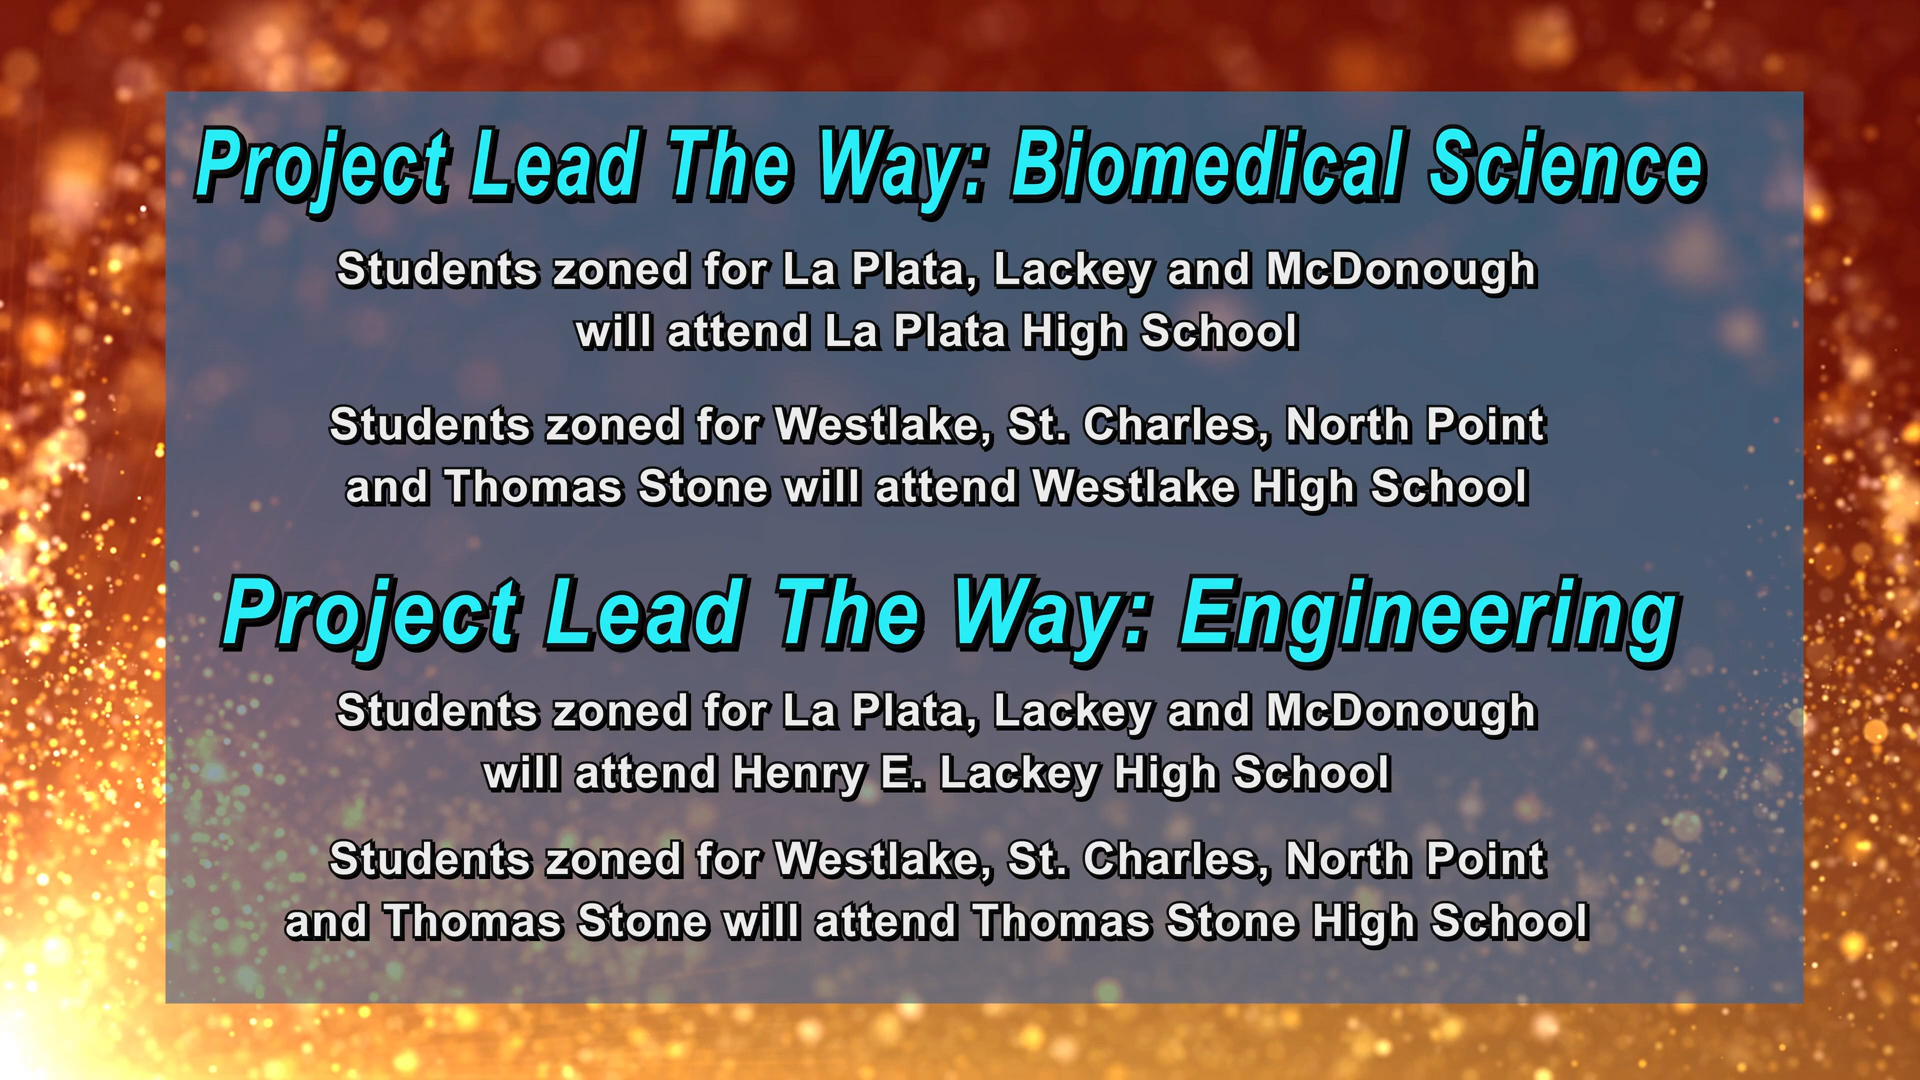 Project Lead The Way: Biomedical Science
Students zoned for La Plata, Lackey and McDonough
will attend La Plata High School
Students zoned for Westlake, St. Charles, North Point
and Thomas Stone will attend Westlake High School
Project Lead The Way: Engineering
Students zoned for La Plata, Lackey and McDonough
will attend Henry E. Lackey High School
Students zoned for Westlake, St. Charles, North Point
and Thomas Stone will attend Thomas Stone High School